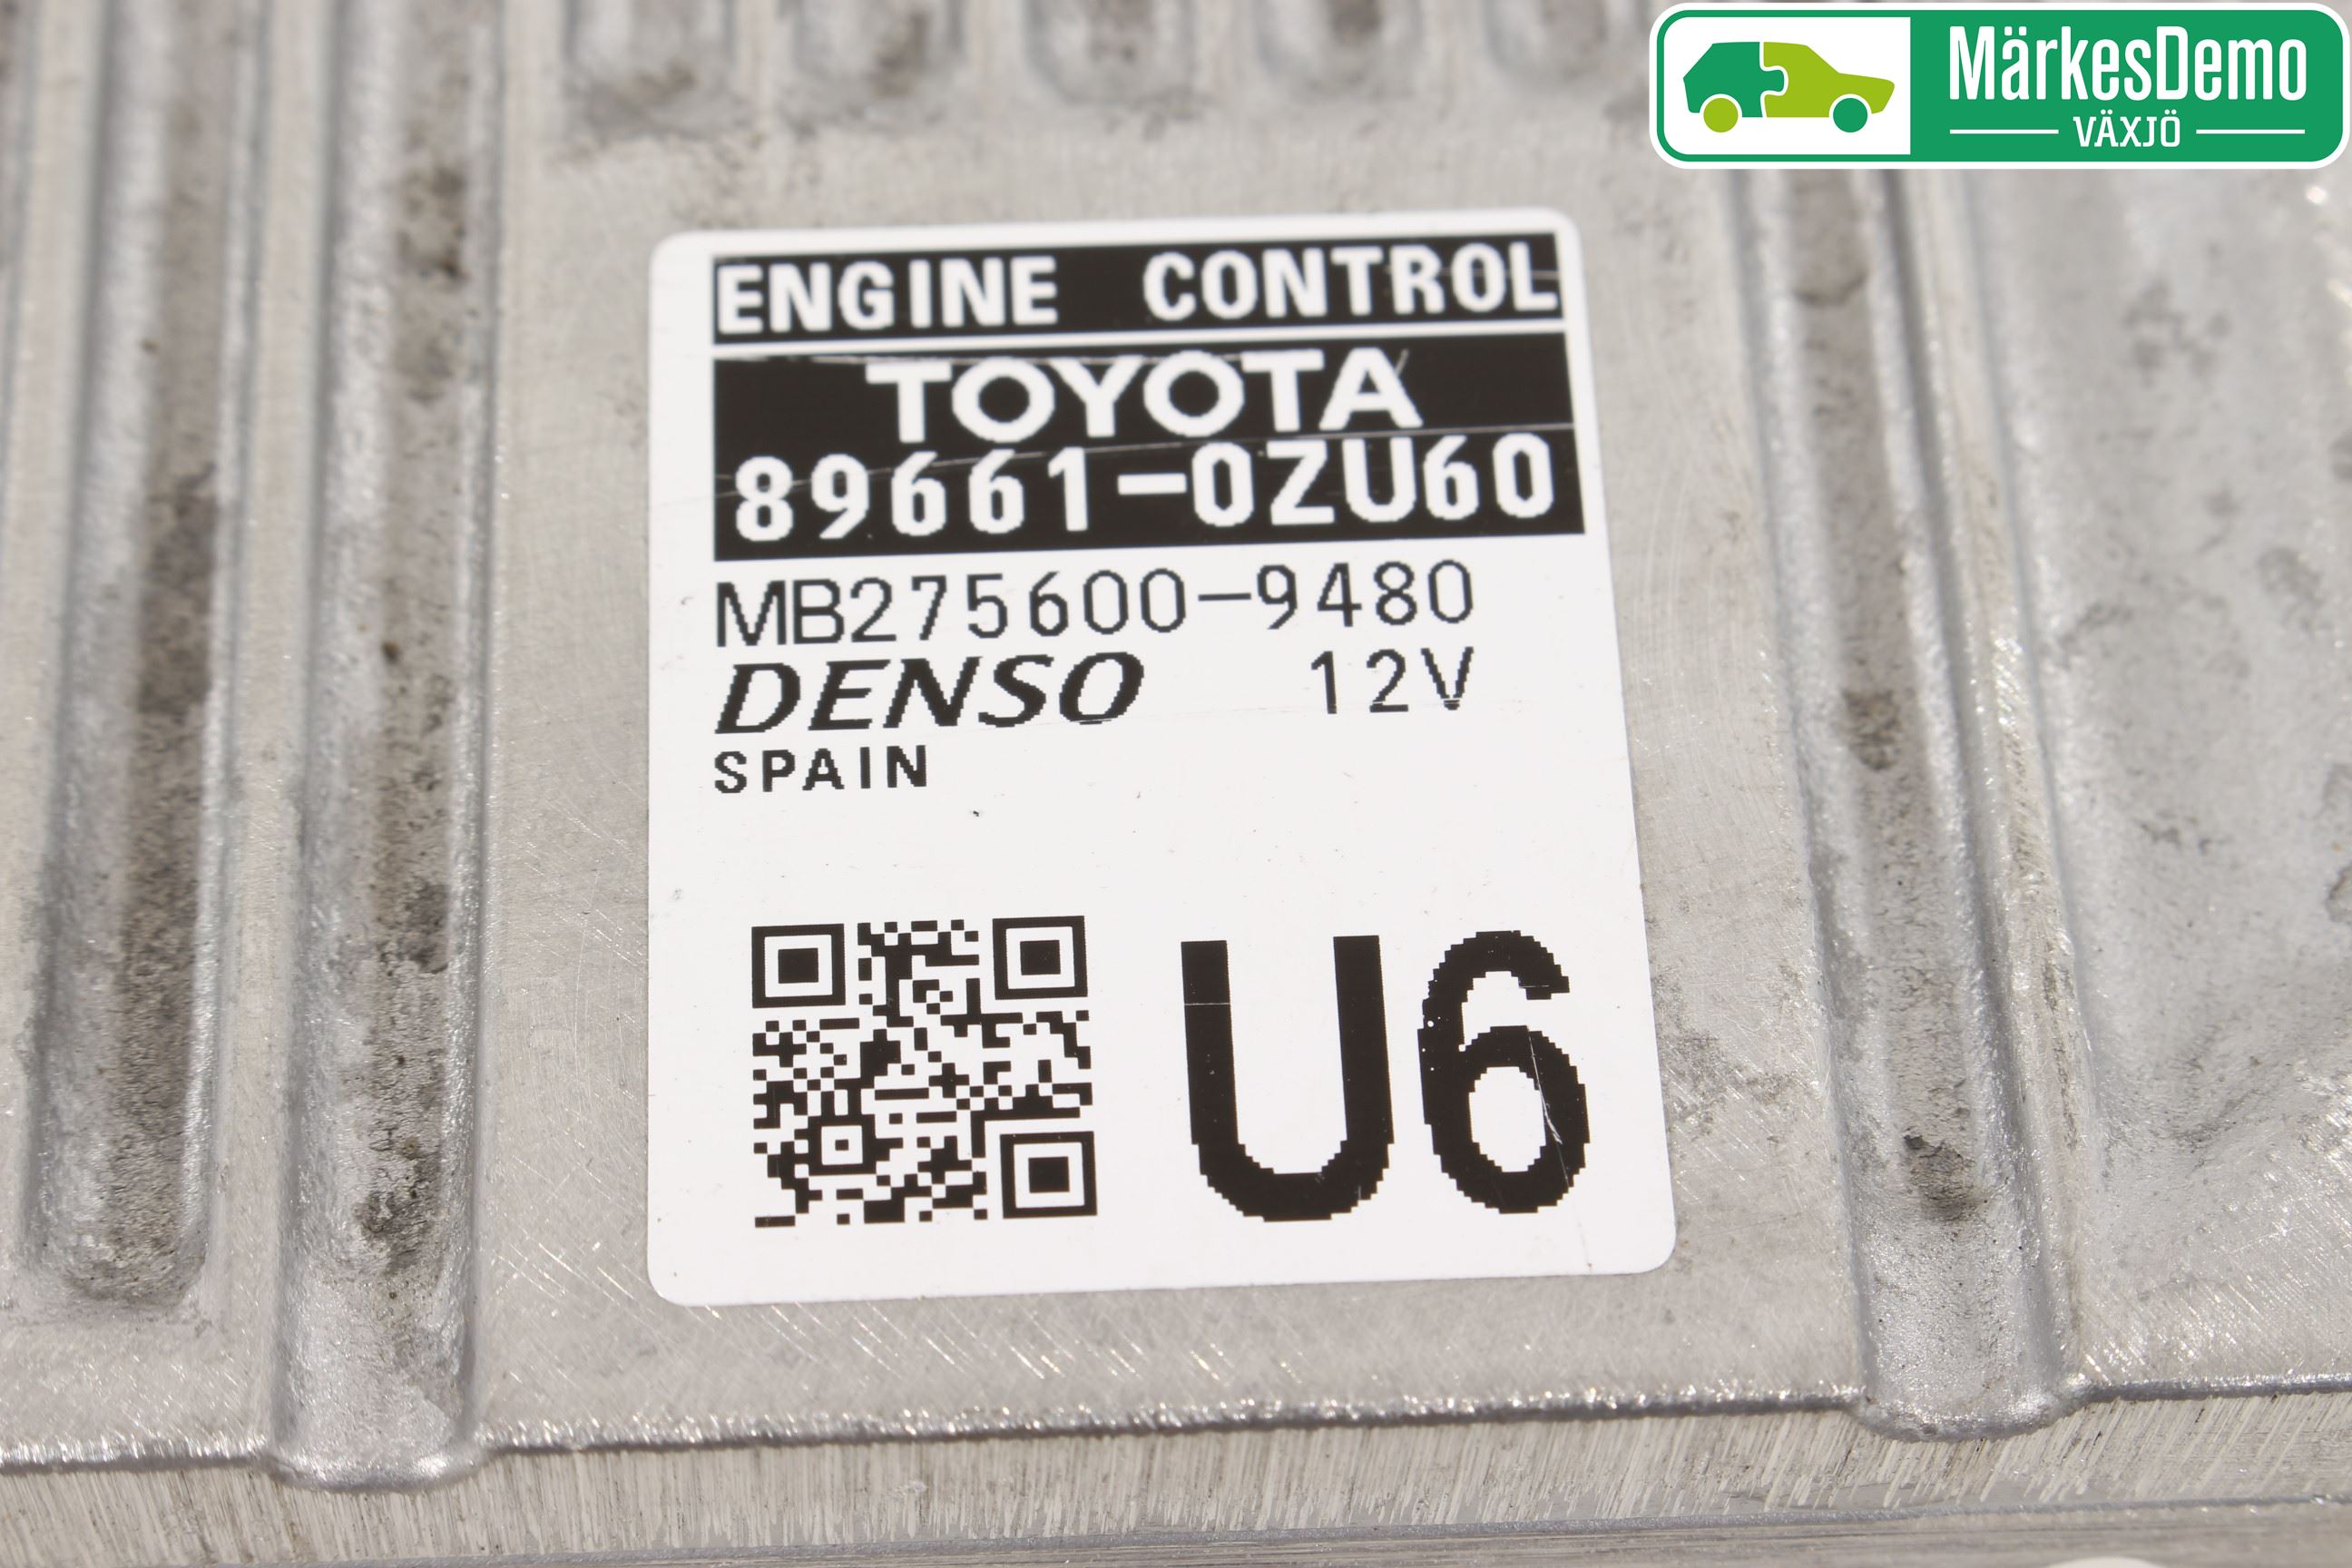 MärkesDemo
VÄXJÖ
ENGINE CONTROL
TOYOTA
89661-0ZU60
MB275600-9480
DENSO 12V
SPAIN
U6